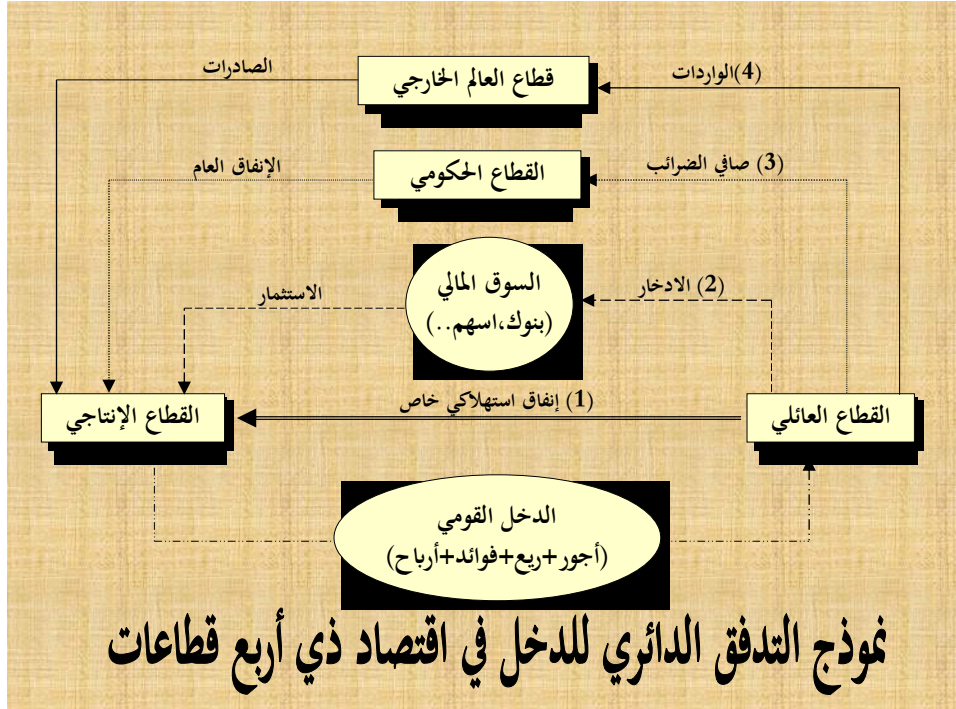 (4)الواردات
قطاع العالم الخارجي
الصادرات
(3) صافي الضرائب
القطاع الحكومي
الإنفاق العام
(2) الادخار
السوق المالي
(بنوك،اسهم..)
الاستثمار
القطاع العائلي
(1) إنفاق استهلاكي خاص
القطاع الإنتاجي
الدخل القومي
(أجور+ريع+فوائد+أرباح)
نموذج التدفق الدائري للدخل في اقتصاد ذي أربع قطاعات